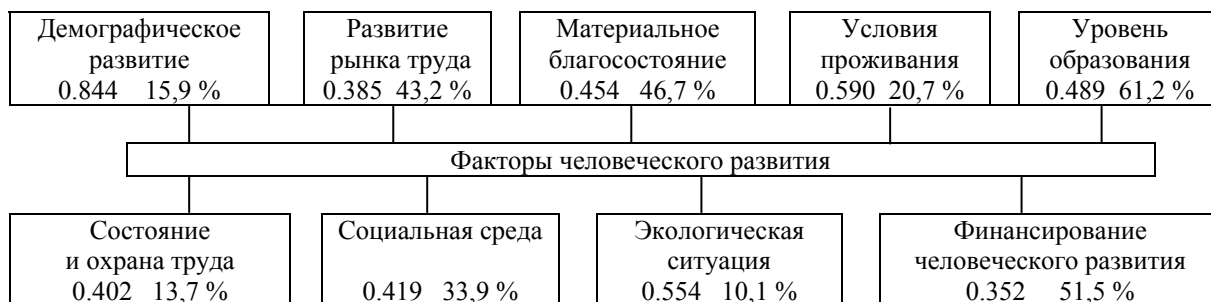 Демографическое
развитие
0.844 15,9 %
Развитие
рынка труда
0.385 43,2 %
Материальное
благосостояние
0.454 46,7 %
Условия
проживания
0.590 20,7 %
Уровень
образования
0.489 61,2 %
Факторы человеческого развития
Состояние
и охрана труда
0.402 13,7 %
Социальная среда
0.419 33,9 %
Экологическая
ситуация
0.554 10,1 %
Финансирование
человеческого развития
0.352 51,5 %